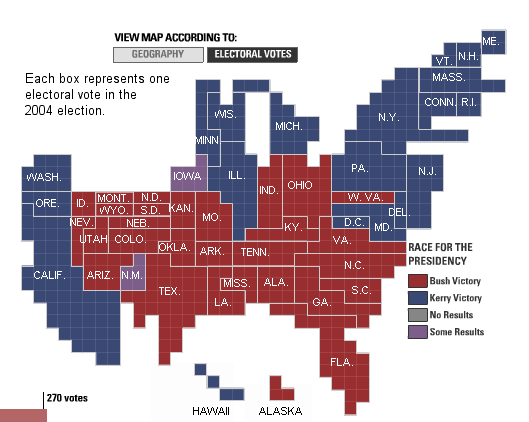 VIEW MAP ACCORDING TO:
GEOGRAPHY ELECTORAL VOTES
Each box represents one
electoral vote in the
2004 election.
ME.
VT. N.H.
MASS.
CONN. R.I.
WIS.
MICH.
N.Y.
MINN
WASH.
IOWA
ILL.
IND.
OHIO
PA.
N.J.
ORE.
ID.
MONT.
N.D.
WYO.
S.D.
KAN.
MO.
W. VA.
DEL.
NEV.
NEB.
KY.
D.C.
MD.
UTAH
COLO.
OKLA.
ARK.
TENN.
VA.
CALIF.
ARIZ.
N.M.
TEX.
MISS.
ALA.
N.C.
LA.
GA.
S.C.
FLA.
RACE FOR THE
PRESIDENCY
Bush Victory
Kerry Victory
No Results
Some Results
270 votes
HAWAII
ALASKA